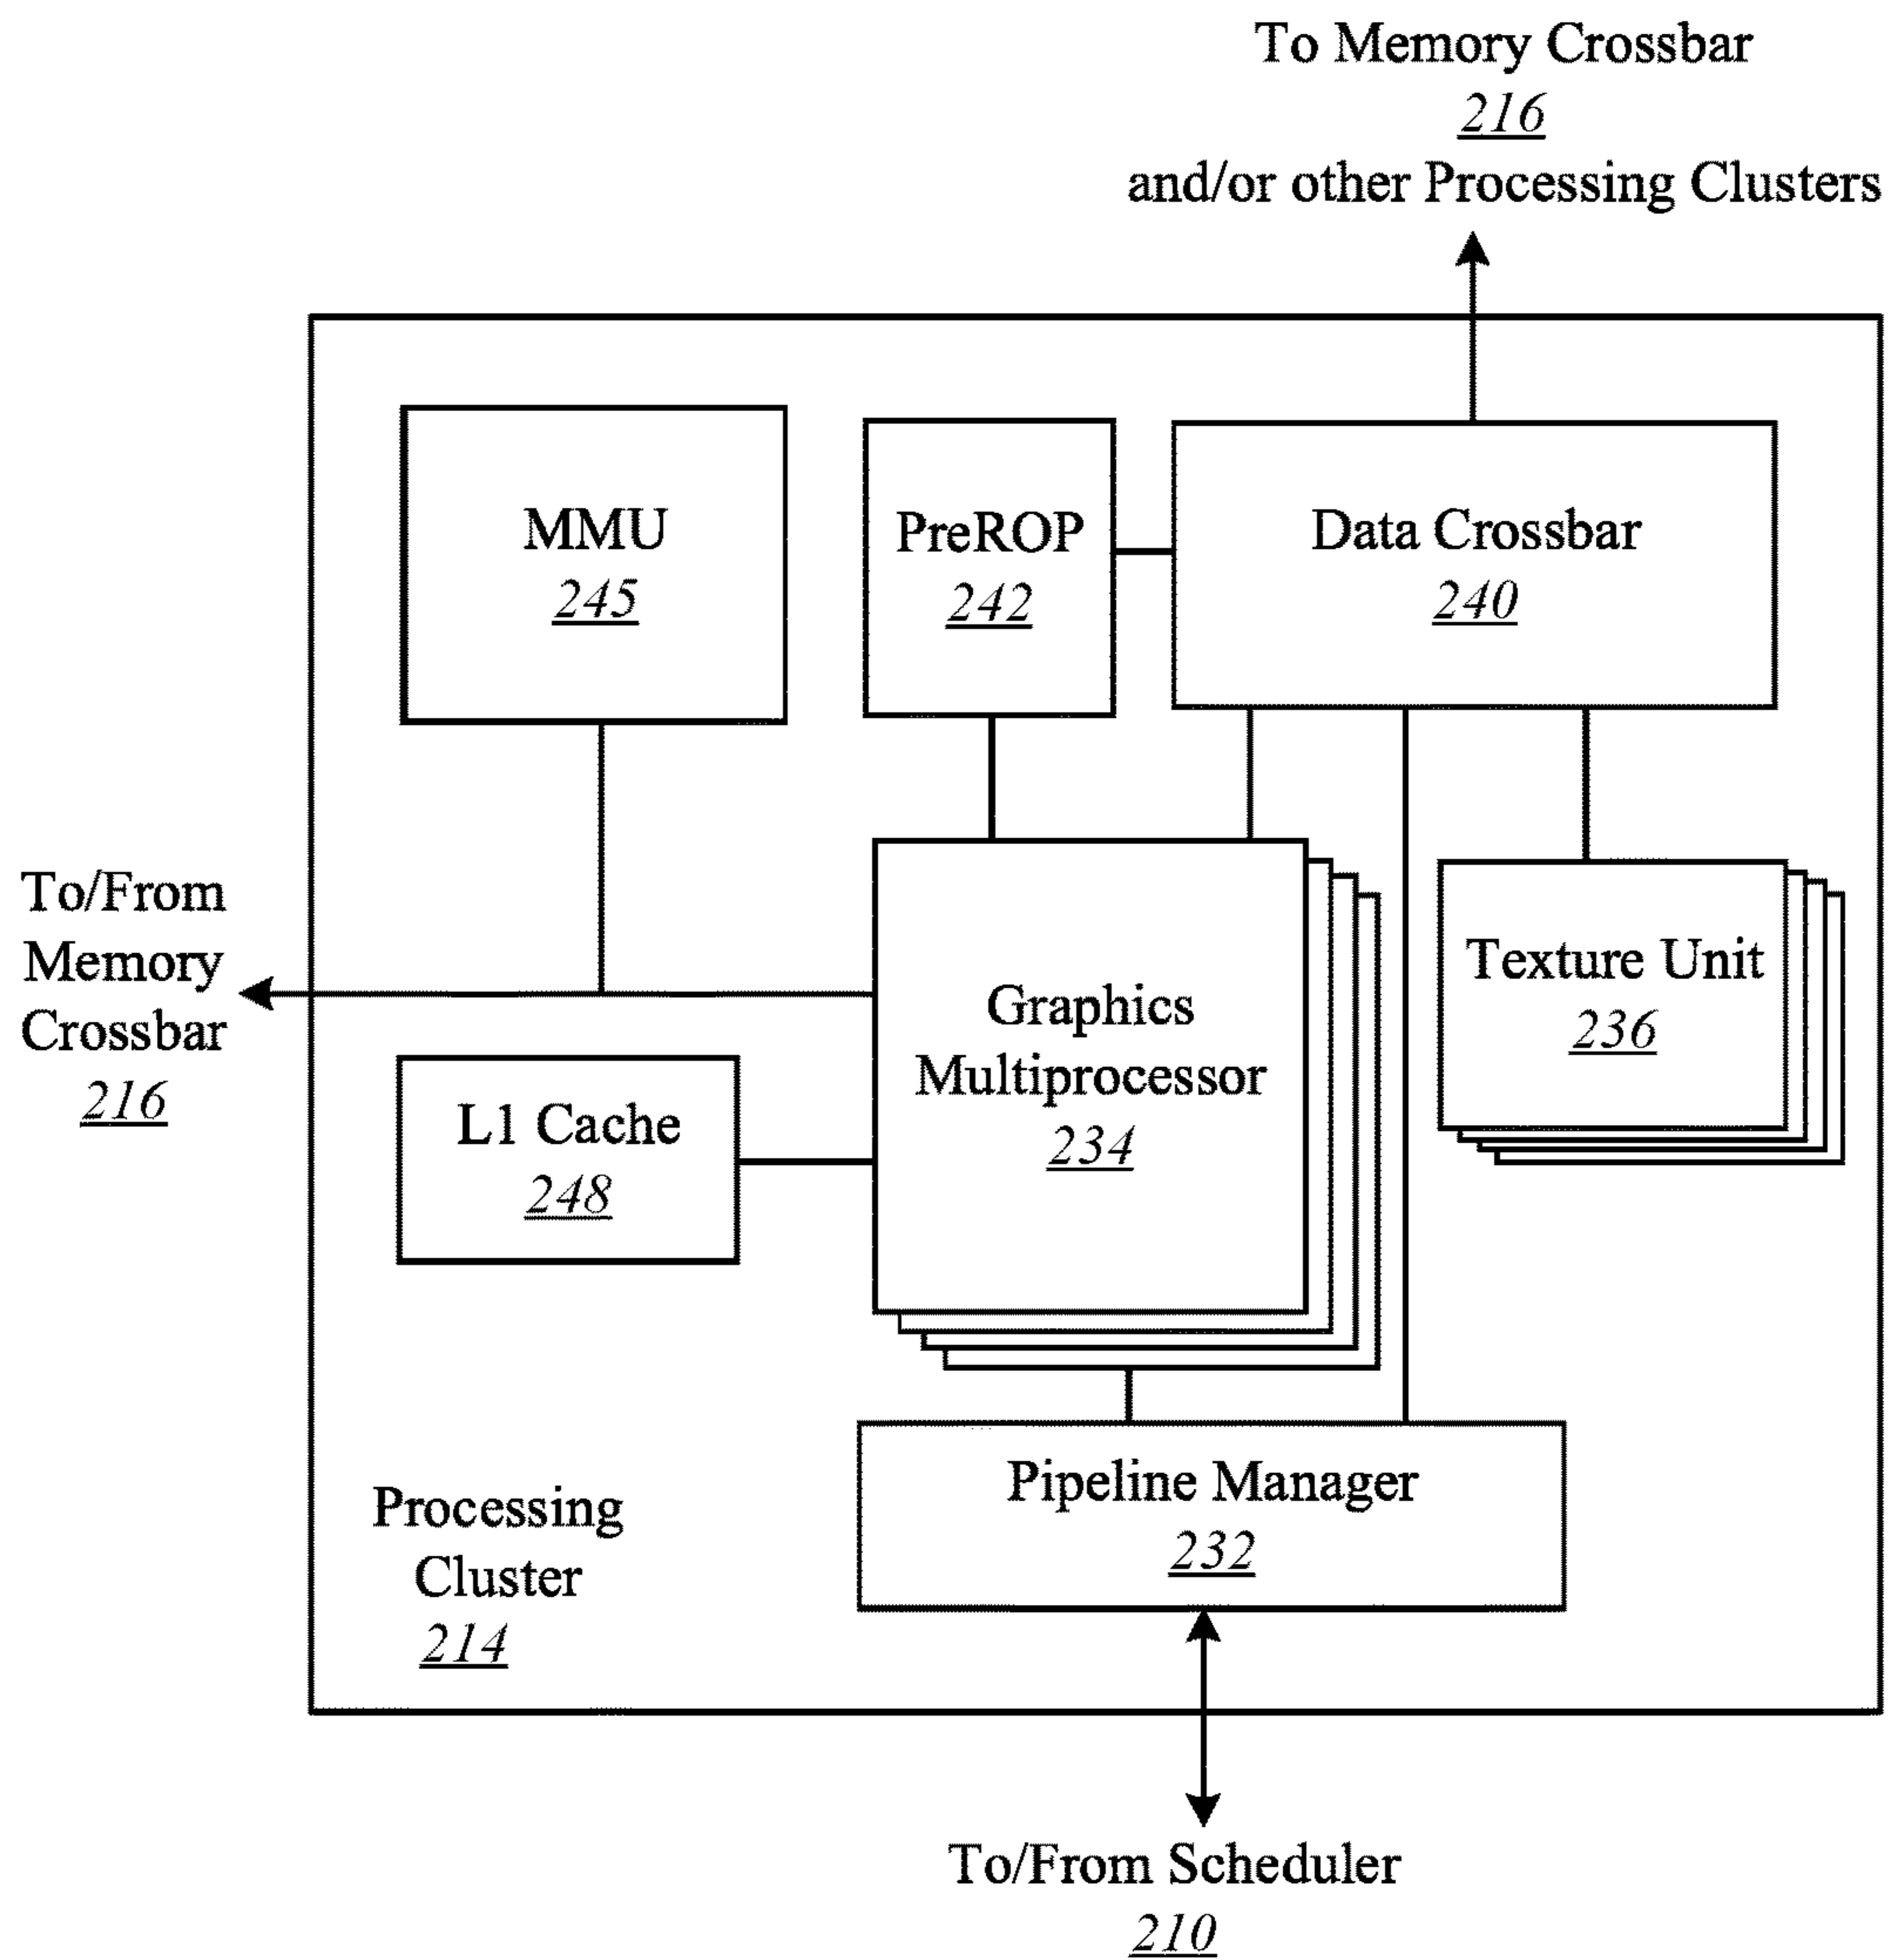 To Memory Crossbar
216
and/or other Processing Clusters
MMU
245
PreROP
242
Data Crossbar
240
To/From
Memory
Crossbar
216
L1 Cache
248
Graphics
Multiprocessor
234
Texture Unit
236
Pipeline Manager
232
Processing
Cluster
214
To/From Scheduler
210